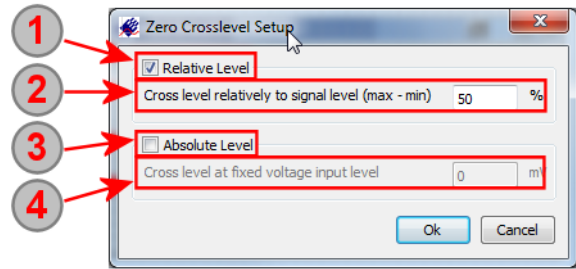 Zero Crosslevel Setup
1
Relative Level
2
Cross level relatively to signal level (max - min) 50 %
3
Absolute Level
4
Cross level at fixed voltage input level 0 mV
Ok Cancel